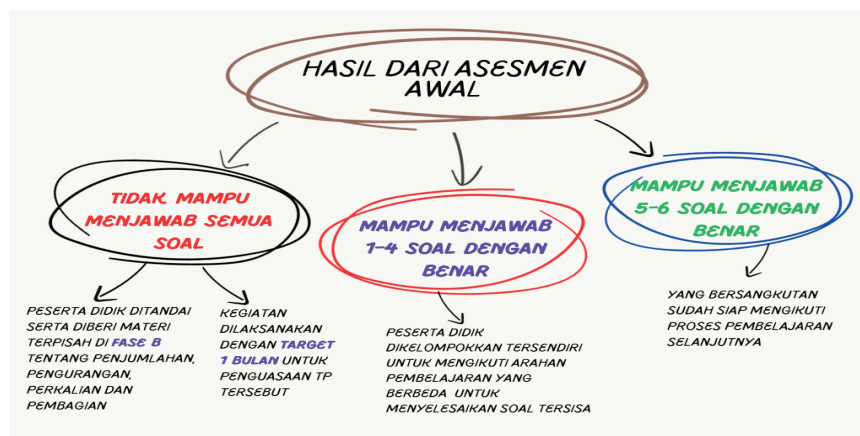 HASIL DARI ASESMEN
AWAL
TIDAK MAMPU
MENJAWAB SEMUA
SOAL
PESERTA DIDIK DITANDAI
SERTA DIBERI MATERI
TERPISAH DI FASE B
TENTANG PENJUMLAHAN,
PENGURANGAN,
PERKALIAN DAN
PEMBAGIAN
KEGIATAN
DILAKSANAKAN
DENGAN TARGET
1 BULAN UNTUK
PENGUASAAN TP
TERSEBUT
MAMPU MENJAWAB
1-4 SOAL DENGAN
BENAR
PESERTA DIDIK
DIKELOMPOKKAN TERSENDIRI
UNTUK MENGIKUTI ARAHAN
PEMBELAJARAN YANG
BERBEDA UNTUK
MENYELESAIKAN SOAL TERSISA
MAMPU MENJAWAB
5-6 SOAL DENGAN
BENAR
YANG BERSANGKUTAN
SUDAH SIAP MENGIKUTI
PROSES PEMBELAJARAN
SELANJUTNYA